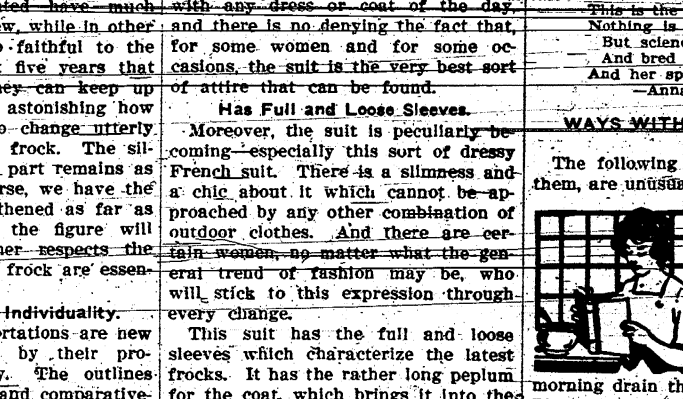 ated have much
ew, while in other
faithful to the
five years that
hey can keep up
astonishing how
change utterly
frock. The sil-
part remains as
rse, we have the
thened as far as
the figure will
her respects the
frock are essen-
Individuality.
ortations are new
by their pro-
y. The outlines
and comparative-
with any dress or coat of the day,
and there is no denying the fact that,
for some women and for some oc-
casions, the suit is the very best sort
of attire that can be found.
Has Full and Loose Sleeves.
Moreover, the suit is peculiarly be-
coming—especially this sort of dressy
French suit. There is a slimness and
a chic about it which cannot be ap-
proached by any other combination of
outdoor clothes. And there are cer-
tain women, no matter what the gen-
eral trend of fashion may be, who
will stick to this expression through
every change.
This suit has the full and loose
sleeves which characterize the latest
frocks. It has the rather long peplum
for the coat, which brings it into the
This is the
Nothing is
But scien
And bred
And her sp
—Anna
WAYS WITH
The following
them, are unusua
morning drain th